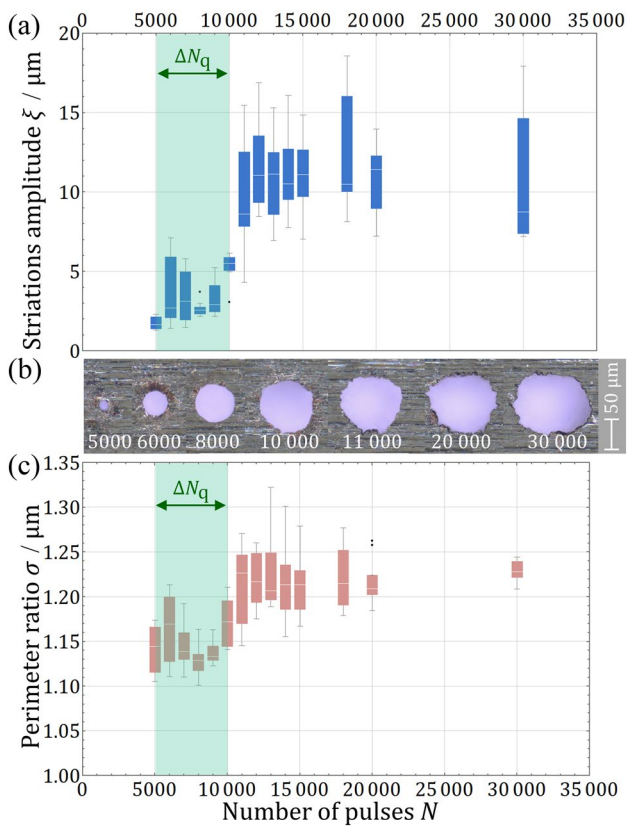 (a)
0 5000 10 000 15 000 20 000 25 000 30 000 35 000
ΔNq
Striations amplitude ξ / μm
20
15
10
5
0
(b)
5000 6000 8000 10 000 11 000 20 000 30 000
50 μm
(c)
ΔNq
Perimeter ratio σ / μm
1.35
1.30
1.25
1.20
1.15
1.10
1.05
1.00
0 5000 10 000 15 000 20 000 25 000 30 000 35 000
Number of pulses N